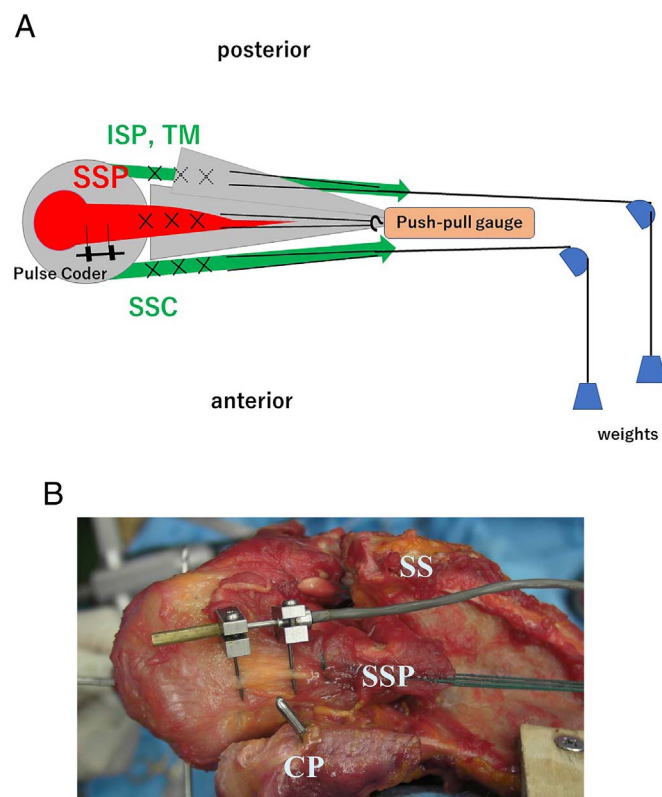 A
posterior
ISP, TM
SSP
Push-pull gauge
Pulse Coder
SSC
anterior
weights
B
SS
SSP
CP